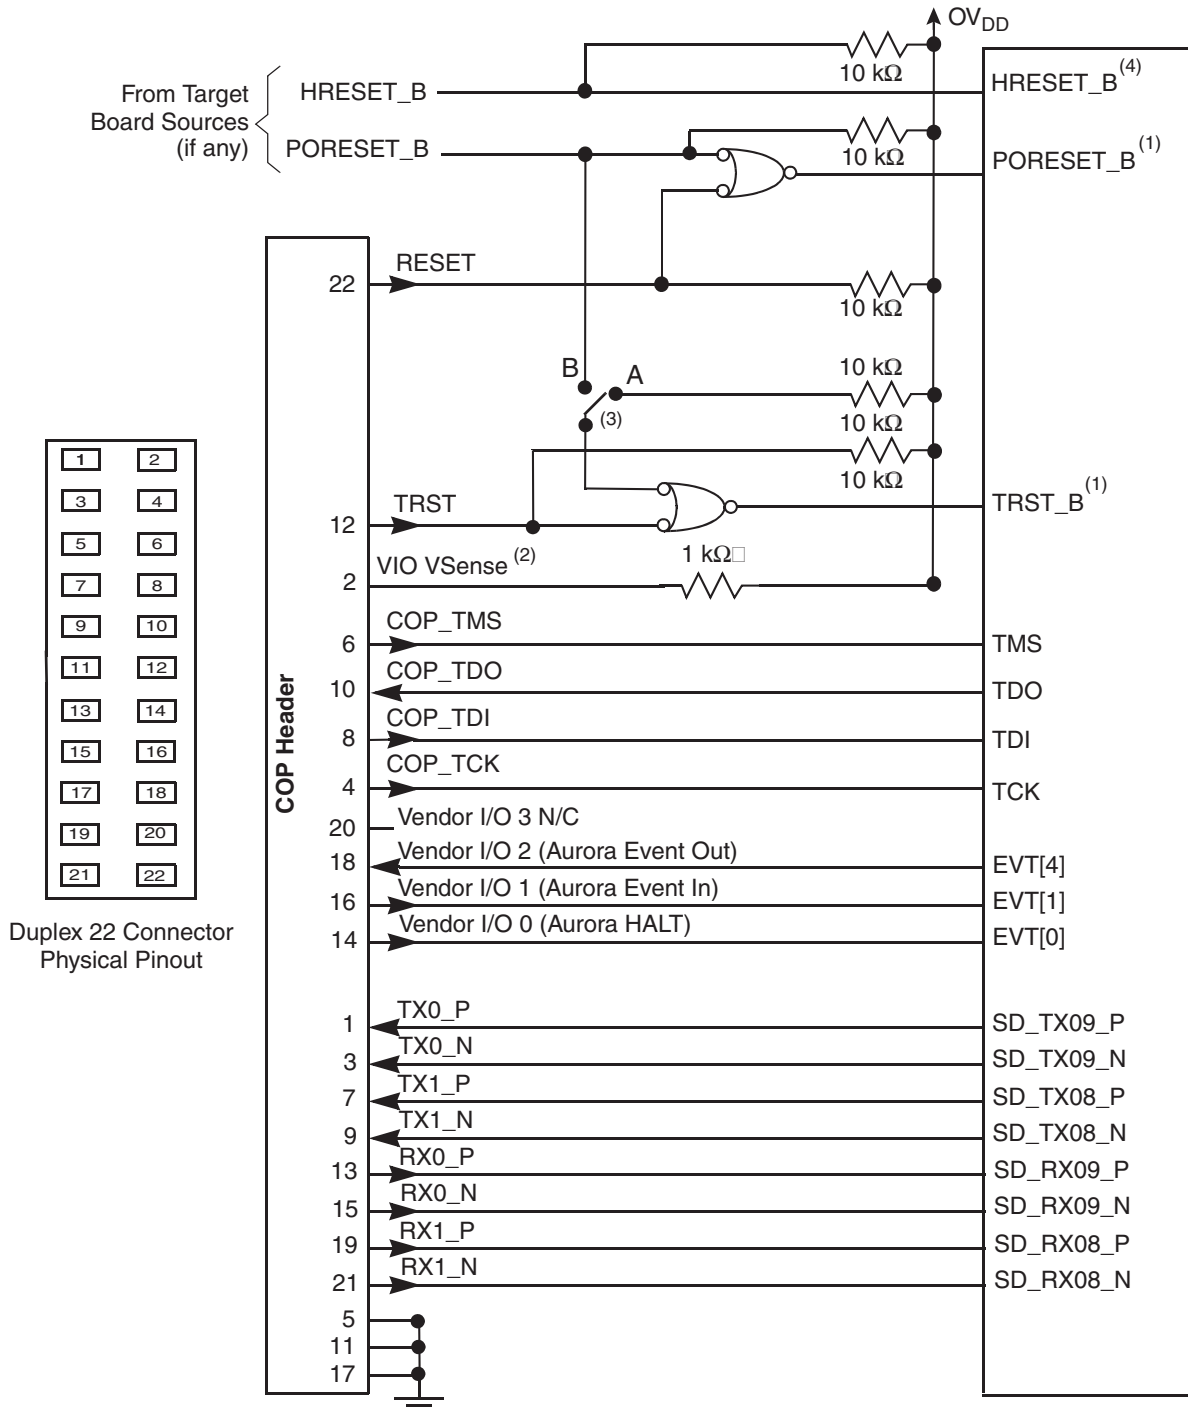 OVDD
10 kΩ
From Target
Board Sources
(if any)
HRESET_B
HRESET_B(4)
PORESET_B
10 kΩ
PORESET_B(1)
22
RESET
10 kΩ
B
A
(3)
10 kΩ
10 kΩ
10 kΩ
12
TRST
TRST_B(1)
2
VIO VSense(2)
1 kΩ□
6
COP_TMS
TMS
10
COP_TDO
TDO
8
COP_TDI
TDI
4
COP_TCK
TCK
20
Vendor I/O 3 N/C
18
Vendor I/O 2 (Aurora Event Out)
EVT[4]
16
Vendor I/O 1 (Aurora Event In)
EVT[1]
14
Vendor I/O 0 (Aurora HALT)
EVT[0]
1
TX0_P
SD_TX09_P
3
TX0_N
SD_TX09_N
7
TX1_P
SD_TX08_P
9
TX1_N
SD_TX08_N
13
RX0_P
SD_RX09_P
15
RX0_N
SD_RX09_N
19
RX1_P
SD_RX08_P
21
RX1_N
SD_RX08_N
5
11
17
COP Header
1 2
3 4
5 6
7 8
9 10
11 12
13 14
15 16
17 18
19 20
21 22
Duplex 22 Connector
Physical Pinout